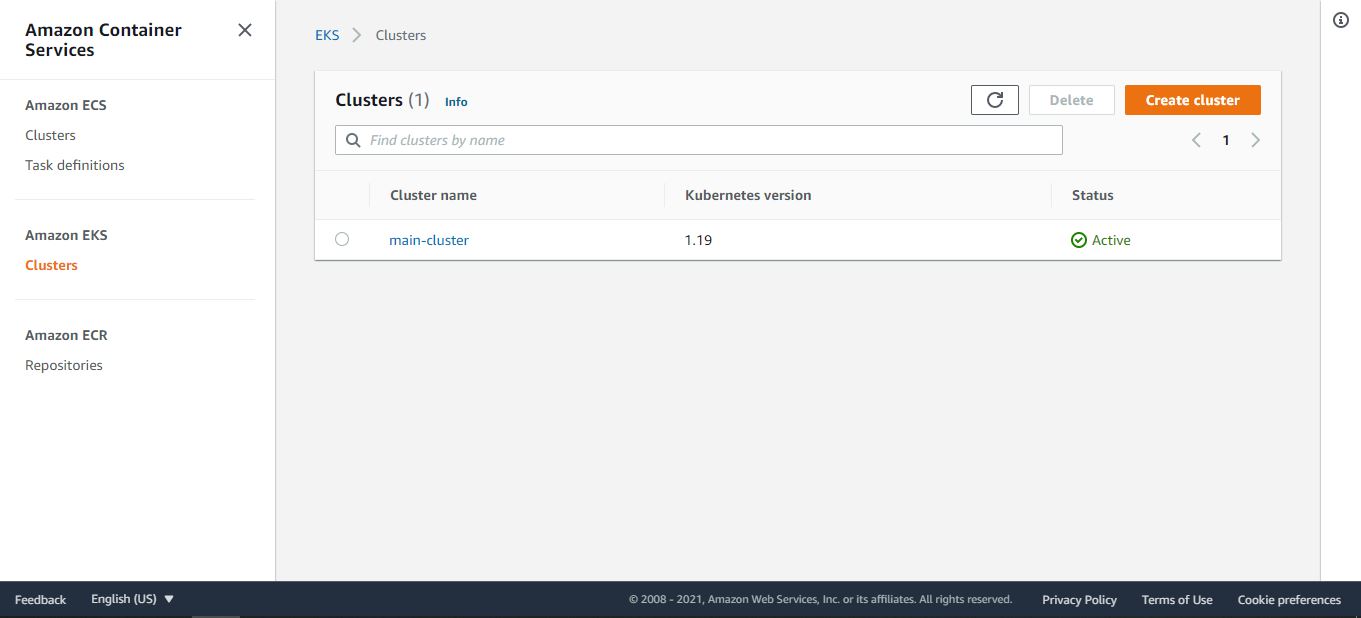 Amazon Container
Services
Amazon ECS
Clusters
Task definitions
Amazon EKS
Clusters
Amazon ECR
Repositories
EKS Clusters
Clusters (1) Info
Delete
Create cluster
Find clusters by name
1
Cluster name Kubernetes version Status
main-cluster 1.19 Active
Feedback English (US) © 2008 - 2021, Amazon Web Services, Inc. or its affiliates. All rights reserved. Privacy Policy Terms of Use Cookie preferences